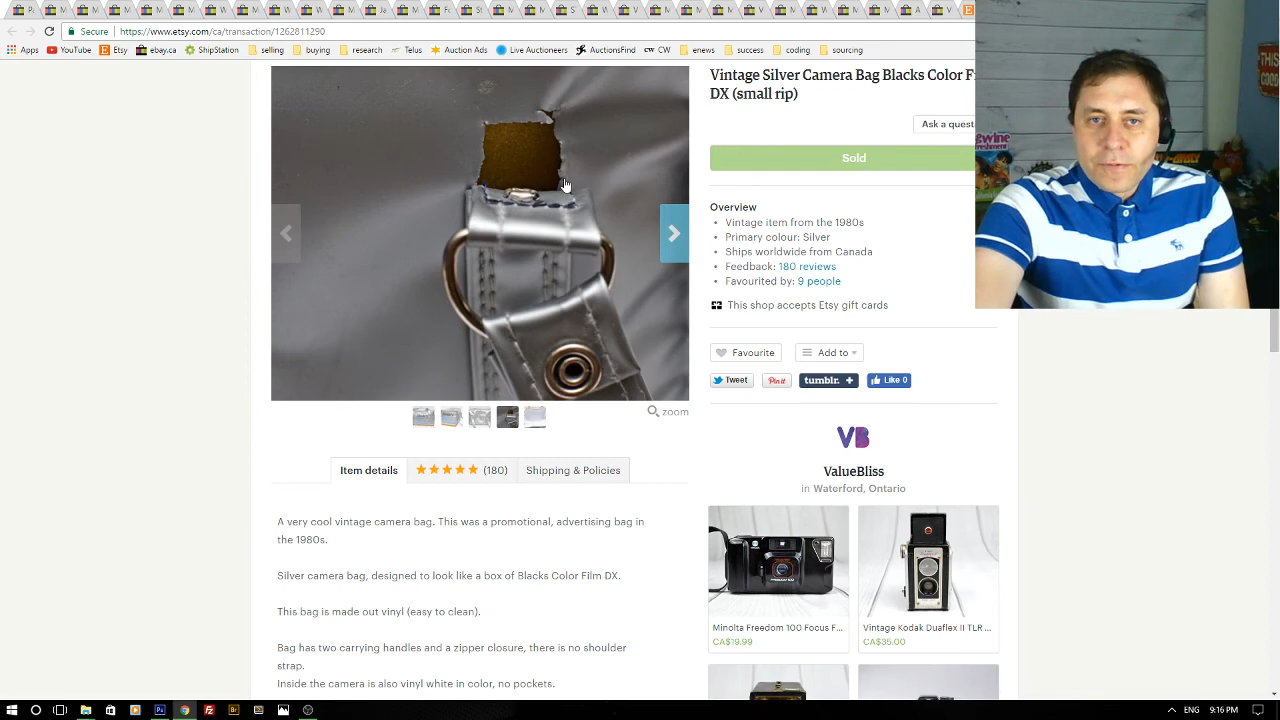 Secure https://www.etsy.com/ca/transaction/1262811290
Apps YouTube Etsy ebay.ca ShipStation selling buying research Telus Auction Ads Live Auctioneers AuctionsFind CW enews success coding sourcing
Vintage Silver Camera Bag Blacks Color
DX (small rip)
Ask a quest
Sold
Overview
Vintage item from the 1980s
Primary colour: Silver
Ships worldwide from Canada
Feedback: 180 reviews
Favourited by: 9 people
This shop accepts Etsy gift cards
Favourite Add to
Tweet Pin it tumblr. + Like 0
zoom
VB
ValueBliss
in Waterford, Ontario
Item details (180) Shipping & Policies
A very cool vintage camera bag. This was a promotional, advertising bag in
the 1980s.
Silver camera bag, designed to look like a box of Blacks Color Film DX.
This bag is made out vinyl (easy to clean).
Bag has two carrying handles and a zipper closure, there is no shoulder
strap.
Inside the camera is also vinyl white in color, no pockets.
Minolta Freedom 100 Focus F...
CA$19.99
Vintage Kodak Duaflex II TLR ...
CA$35.00
ENG 9:16 PM